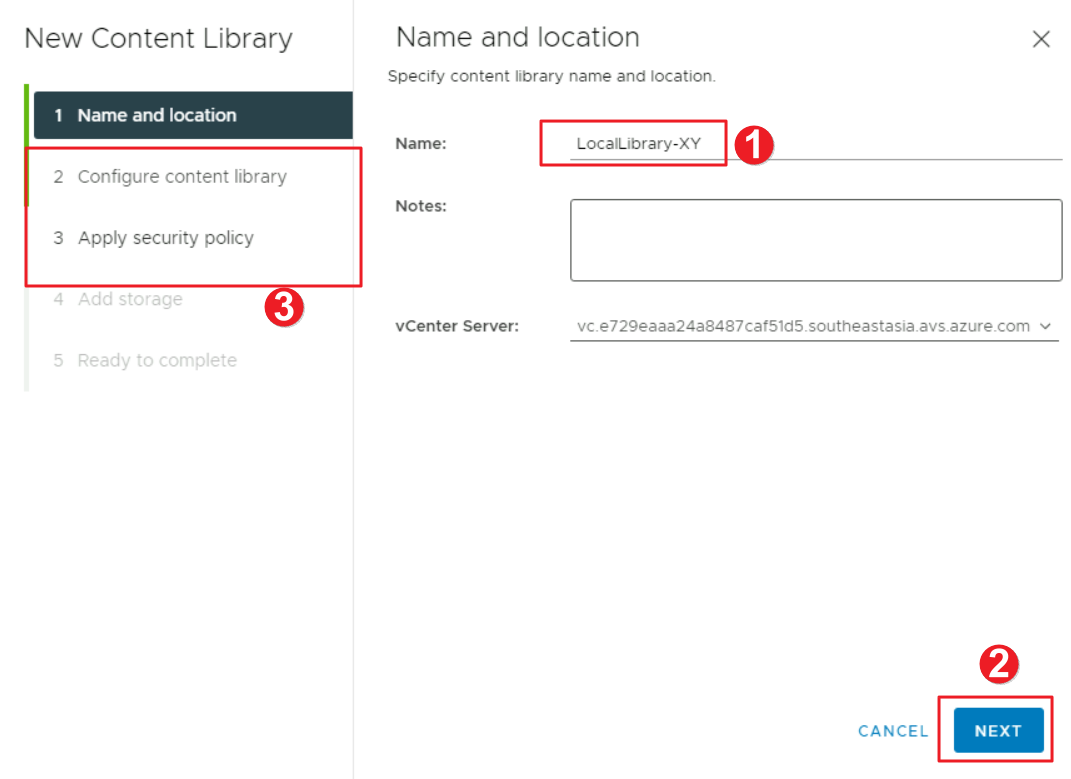 New Content Library
1 Name and location
2 Configure content library
3 Apply security policy
3
4 Add storage
5 Ready to complete
Name and location
Specify content library name and location.
Name: LocalLibrary-XY 1
Notes:
vCenter Server: vc.e729eaaa24a8487caf51d5.southeastasia.avs.azure.com
2
CANCEL NEXT